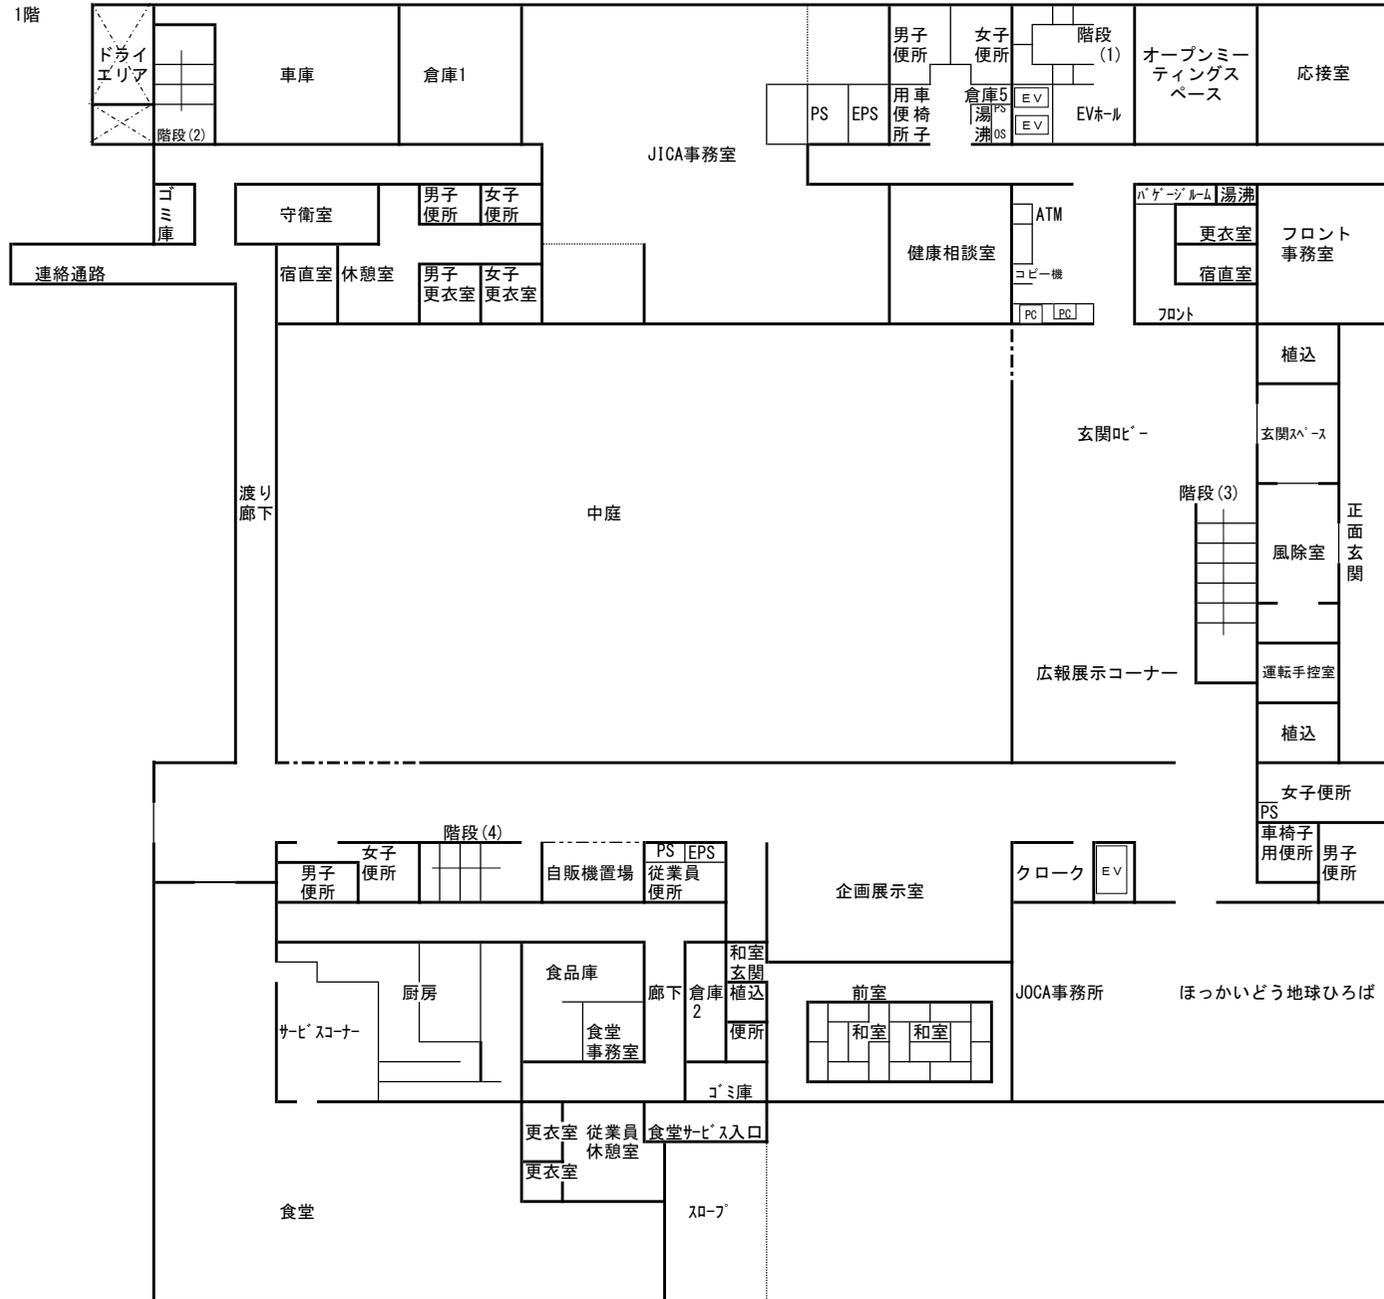 1階
ドライ
エリア
階段(2)
車庫
倉庫1
JICA事務室
PS
EPS
男子
便所
女子
便所
用車
便椅
所子
倉庫5
湯
沸
PS
OS
階段
(1)
EV
EV
EVﾎｰﾙ
オープンミー
ティングス
ペース
応接室
ゴ
ミ
庫
守衛室
男子
便所
女子
便所
連絡通路
宿直室
休憩室
男子
更衣室
女子
更衣室
健康相談室
ATM
コピー機
PC
PC
ﾊﾞｹﾞｰｼﾞﾙｰﾑ
湯沸
更衣室
宿直室
フロント
事務室
ﾌﾛﾝﾄ
植込
玄関ﾛﾋﾞｰ
玄関ｽﾍﾟｰｽ
渡り
廊下
中庭
階段(3)
風除室
正
面
玄
関
広報展示コーナー
運転手控室
植込
女子便所
PS
車椅子
用便所
男子
便所
階段(4)
女子
便所
男子
便所
自販機置場
PS
EPS
従業員
便所
企画展示室
クローク
EV
和室
玄関
植込
便所
厨房
食品庫
食堂
事務室
廊下
倉庫
2
前室
和室
和室
JOCA事務所
ほっかいどう地球ひろば
ｻｰﾋﾞｽｺｰﾅｰ
ｺﾞﾐ庫
更衣室
従業員
休憩室
食堂ｻｰﾋﾞｽ入口
更衣室
食堂
ｽﾛｰﾌﾟ